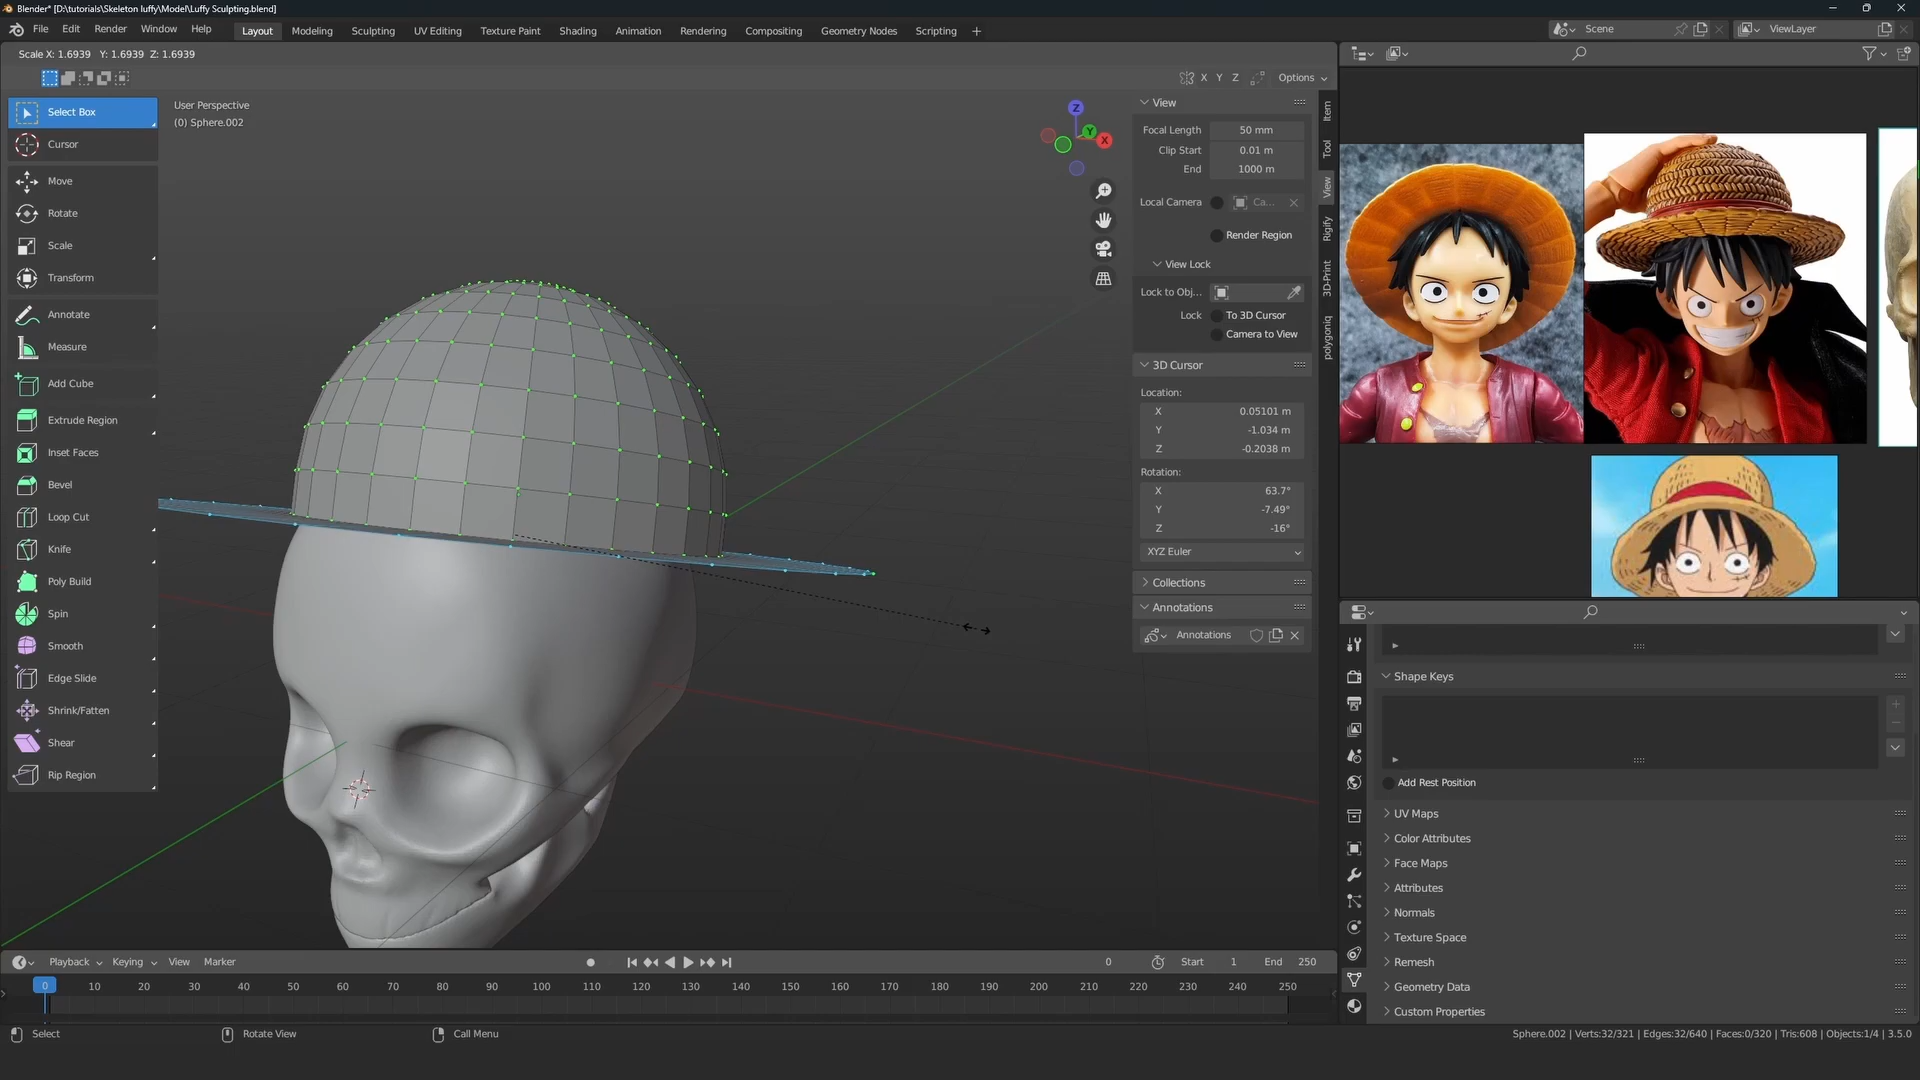 Blender* [D:\tutorials\Skeleton luffy\Model\Luffy Sculpting.blend]
File Edit Render Window Help Layout Modeling Sculpting UV Editing Texture Paint Shading Animation Rendering Compositing Geometry Nodes Scripting + Scene ViewLayer
Scale X: 1.6939 Y: 1.6939 Z: 1.6939
X Y Z Options
Select Box
Cursor
Move
Rotate
Scale
Transform
Annotate
Measure
Add Cube
Extrude Region
Inset Faces
Bevel
Loop Cut
Knife
Poly Build
Spin
Smooth
Edge Slide
Shrink/Fatten
Shear
Rip Region
User Perspective
(0) Sphere.002
Z
Y
X
View
Focal Length 50 mm
Clip Start 0.01 m
End 1000 m
Local Camera Ca...
Render Region
View Lock
Lock to Obj...
Lock To 3D Cursor
Camera to View
3D Cursor
Location:
X 0.05101 m
Y -1.034 m
Z -0.2038 m
Rotation:
X 63.7°
Y -7.49°
Z -16°
XYZ Euler
Collections
Annotations
Annotations
Item
Tool
View
Rigify
3D-Print
polygoniq
Shape Keys
Add Rest Position
UV Maps
Color Attributes
Face Maps
Attributes
Normals
Texture Space
Remesh
Geometry Data
Custom Properties
Playback Keying View Marker 0 Start 1 End 250
0 10 20 30 40 50 60 70 80 90 100 110 120 130 140 150 160 170 180 190 200 210 220 230 240 250
Select Rotate View Call Menu Sphere.002 | Verts:32/321 | Edges:32/640 | Faces:0/320 | Tris:608 | Objects:1/4 | 3.5.0